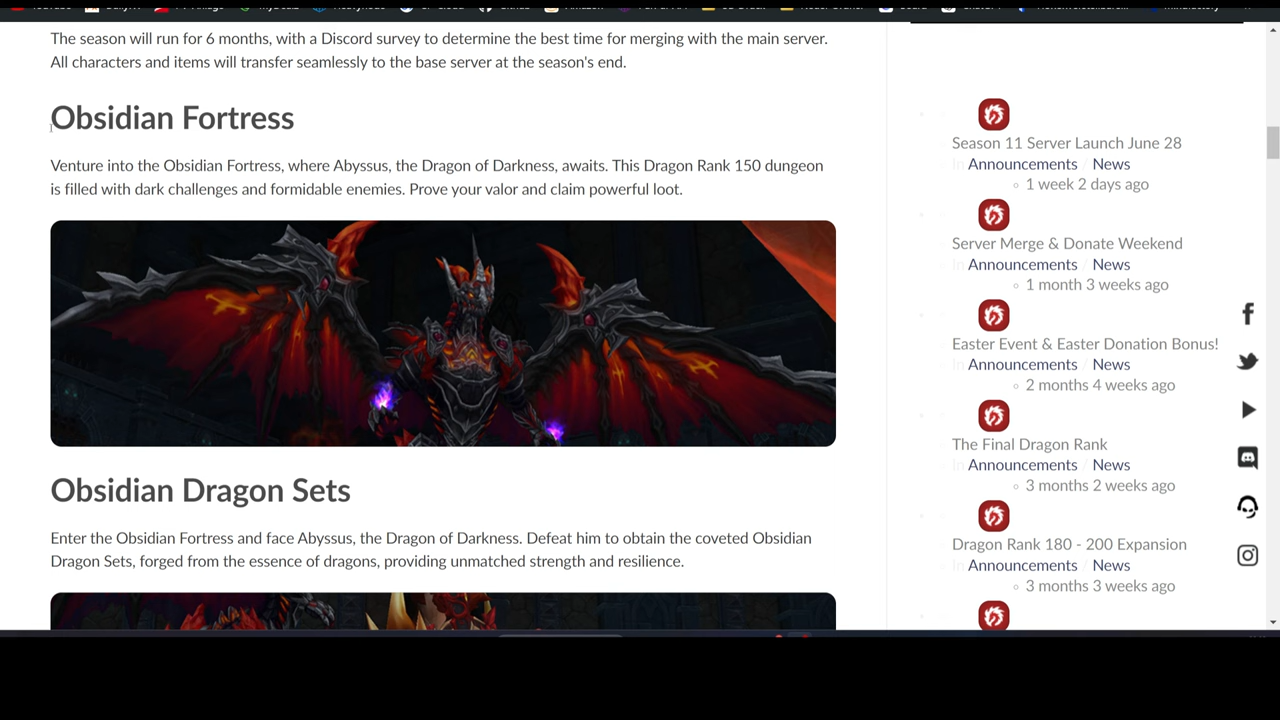 The season will run for 6 months, with a Discord survey to determine the best time for merging with the main server.
All characters and items will transfer seamlessly to the base server at the season's end.
Obsidian Fortress
Venture into the Obsidian Fortress, where Abyssus, the Dragon of Darkness, awaits. This Dragon Rank 150 dungeon
is filled with dark challenges and formidable enemies. Prove your valor and claim powerful loot.
Obsidian Dragon Sets
Enter the Obsidian Fortress and face Abyssus, the Dragon of Darkness. Defeat him to obtain the coveted Obsidian
Dragon Sets, forged from the essence of dragons, providing unmatched strength and resilience.
Season 11 Server Launch June 28
In Announcements / News
1 week 2 days ago
Server Merge & Donate Weekend
In Announcements / News
1 month 3 weeks ago
Easter Event & Easter Donation Bonus!
In Announcements / News
2 months 4 weeks ago
The Final Dragon Rank
In Announcements / News
3 months 2 weeks ago
Dragon Rank 180 - 200 Expansion
In Announcements / News
3 months 3 weeks ago